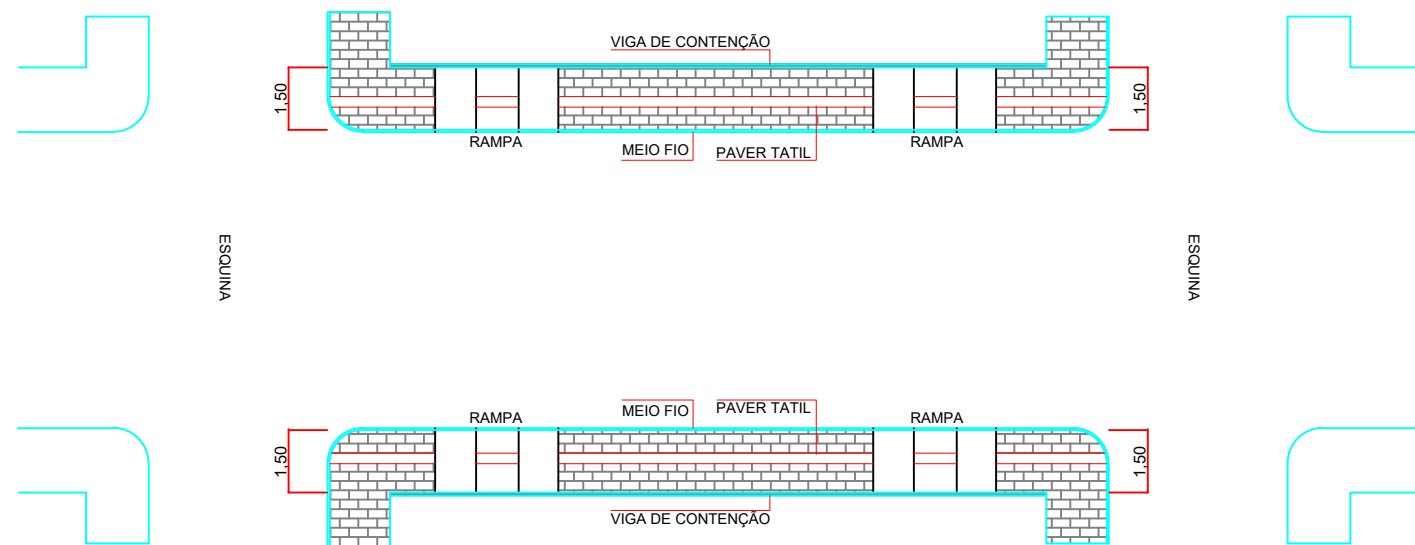 VIGA DE CONTENÇÃO
1,50
1,50
RAMPA
MEIO FIO
PAVER TATIL
RAMPA
ESQUINA
ESQUINA
RAMPA
MEIO FIO
PAVER TATIL
RAMPA
1,50
1,50
VIGA DE CONTENÇÃO